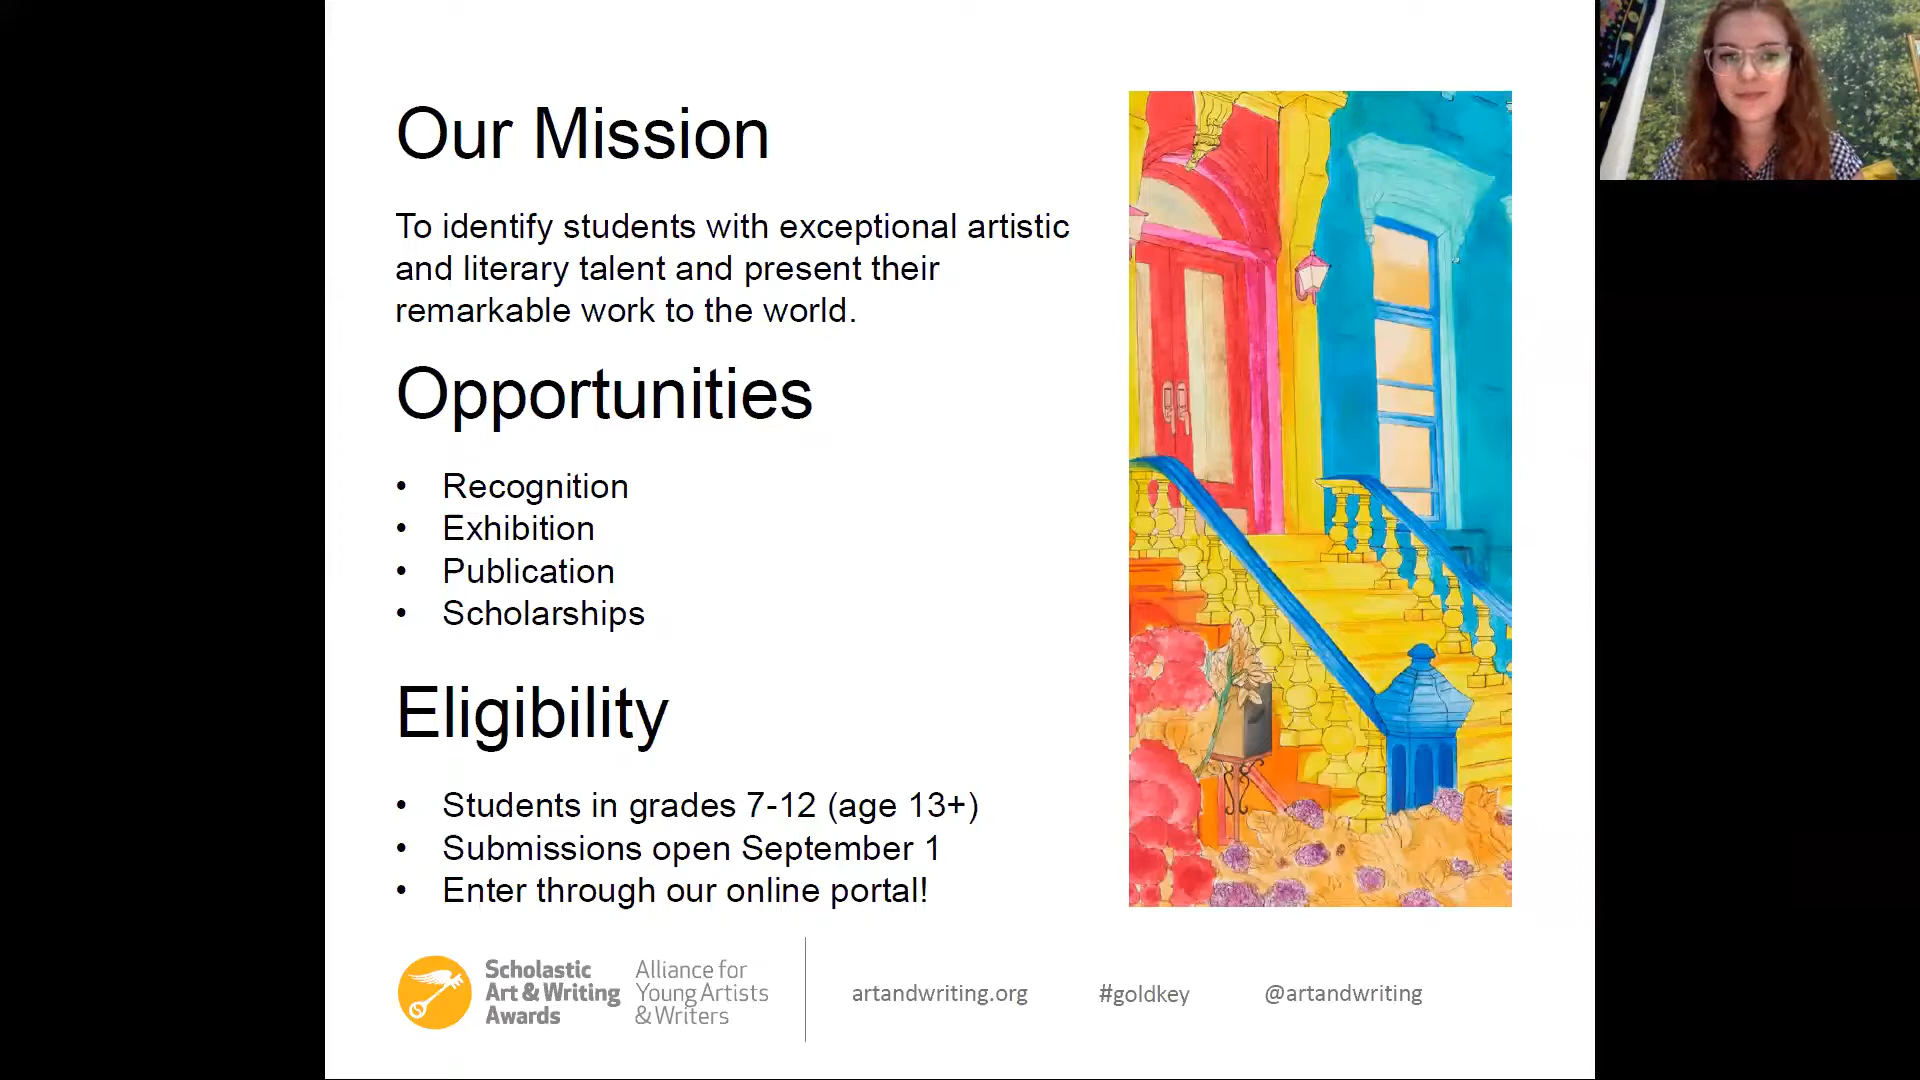 Our Mission
To identify students with exceptional artistic
and literary talent and present their
remarkable work to the world.
Opportunities
• Recognition
• Exhibition
• Publication
• Scholarships
Eligibility
• Students in grades 7-12 (age 13+)
• Submissions open September 1
• Enter through our online portal!
Scholastic
Art & Writing
Awards
Alliance for
Young Artists
& Writers
artandwriting.org
#goldkey
@artandwriting